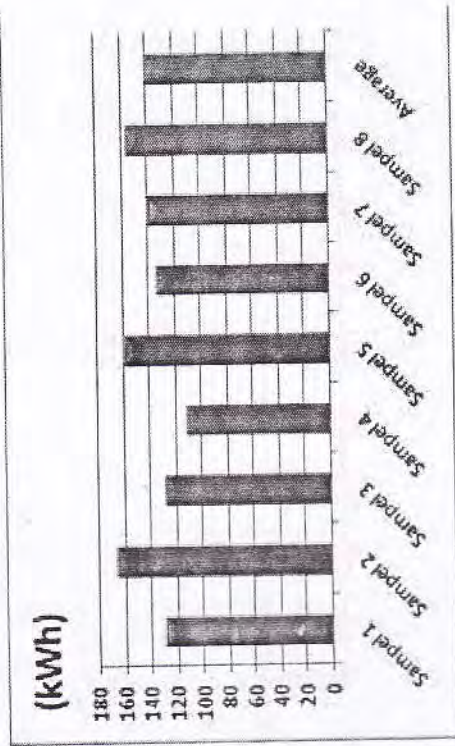 (kWh)
180
160
140
120
100
80
60
40
20
0
Sampel 1
Sampel 2
Sampel 3
Sampel 4
Sampel 5
Sampel 6
Sampel 7
Sampel 8
Average